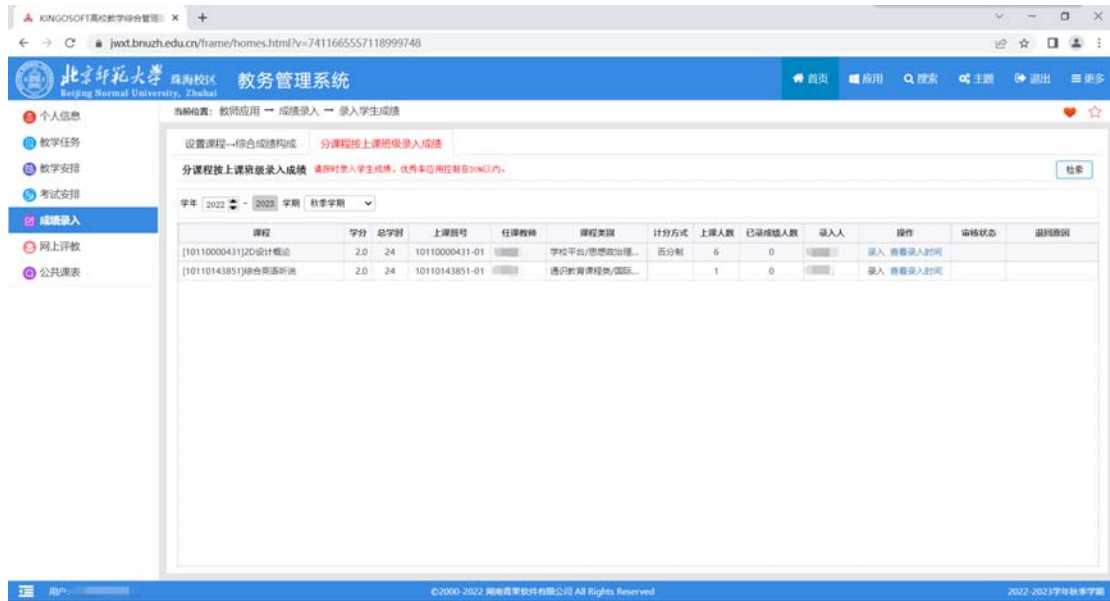 KINGOSOFT高校教学综合管理
jwxt.bnuzh.edu.cn/frame/homes.html?v=7411665557118999748
北京师范大学 珠海校区 教务管理系统
Beijing Normal University, Zhuhai
首页 应用 搜索 主题 退出 更多
个人信息
教学任务
教学安排
考试安排
成绩录入
网上评教
公共课表
当前位置: 教师应用 → 成绩录入 → 录入学生成绩
设置课程→综合成绩构成 分课程按上课班级录入成绩
分课程按上课班级录入成绩 请按时录入学生成绩，优秀率应用控制在30%以内。 检索
学年 2022 - 2023 学期 秋季学期
课程 学分 总学时 上课班号 任课教师 课程类别 计分方式 上课人数 已录成绩人数 录入人 操作 审核状态 退回原因
[10110000431]2D设计概论 2.0 24 10110000431-01 学校平台/思想政治理... 百分制 6 0 录入 查看录入时间
[10110143851]综合英语听说 2.0 24 10110143851-01 通识教育课程类/国际... 1 0 录入 查看录入时间
用户:
©2000-2022 湖南青果软件有限公司 All Rights Reserved
2022-2023学年秋季学期